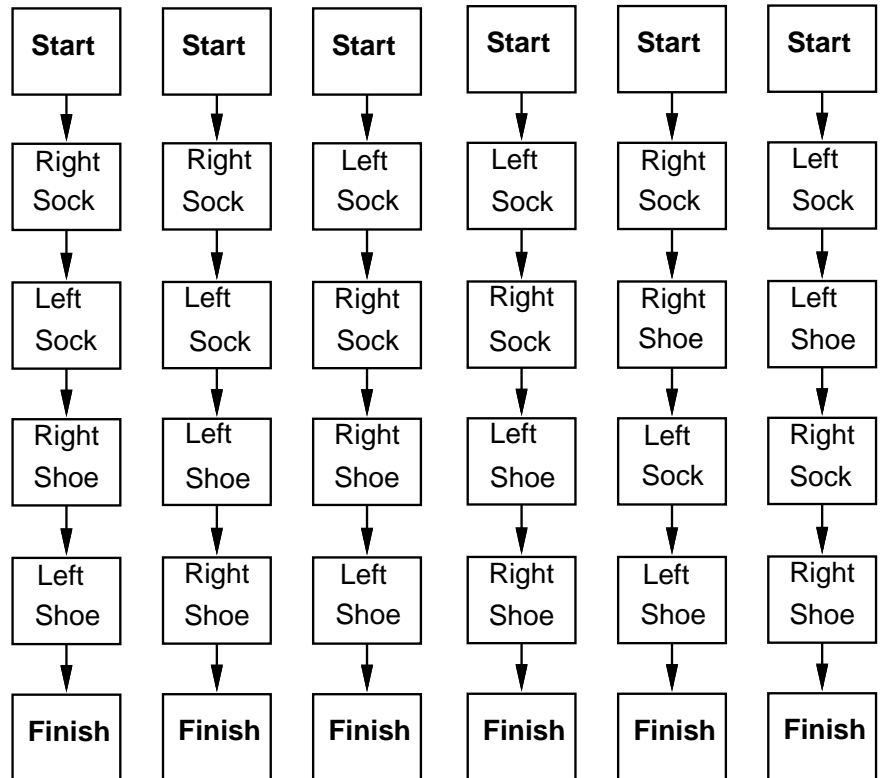 Start Start Start Start Start Start
Right Right Left Left Right Left
Sock Sock Sock Sock Sock Sock
Left Left Right Right Right Left
Sock Sock Sock Sock Shoe Shoe
Right Left Right Left Left Right
Shoe Shoe Shoe Shoe Sock Sock
Left Right Left Right Left Right
Shoe Shoe Shoe Shoe Shoe Shoe
Finish Finish Finish Finish Finish Finish